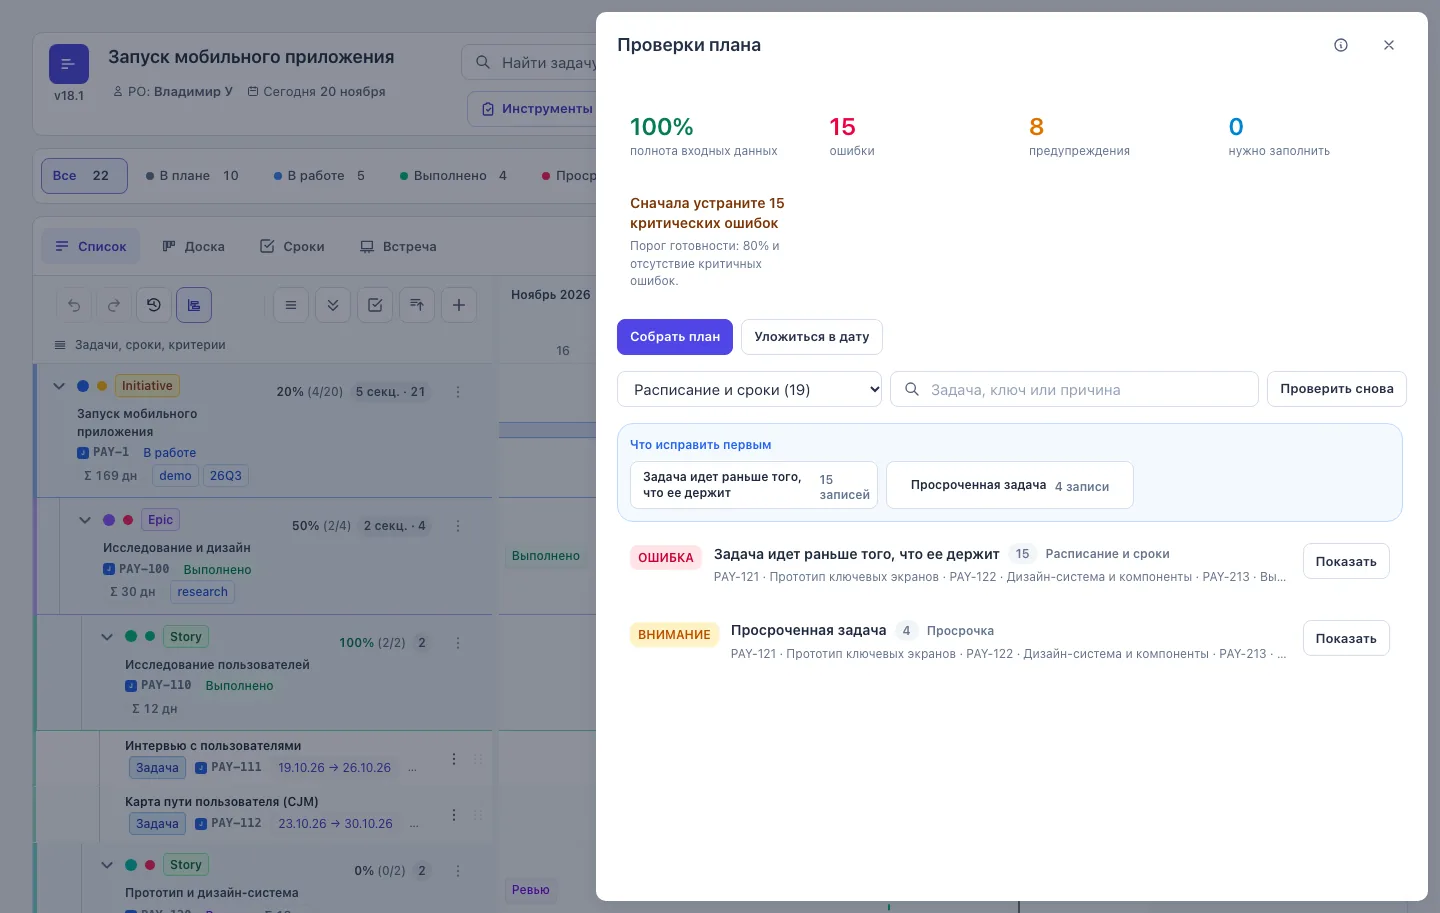 Запуск мобильного приложения
v18.1
PO: Владимир У
Сегодня 20 ноября
Найти задачу
Инструменты
Все 22
В плане 10
В работе 5
Выполнено 4
Список
Доска
Сроки
Встреча
Ноябрь 2026
Задачи, сроки, критерии
16
Initiative
20% (4/20)
5 секц. · 21
Запуск мобильного
приложения
PAY-1
В работе
Σ 169 дн
demo
26Q3
Epic
50% (2/4)
2 секц. · 4
Исследование и дизайн
PAY-100
Выполнено
Σ 30 дн
research
Выполнено
Story
100% (2/2)
2
Исследование пользователей
PAY-110
Выполнено
Σ 12 дн
Интервью с пользователями
Задача
PAY-111
19.10.26 → 26.10.26
...
Карта пути пользователя (CJM)
Задача
PAY-112
23.10.26 → 30.10.26
...
Story
0% (0/2)
2
Прототип и дизайн-система
Ревью
Проверки плана
100%
полнота входных данных
15
ошибки
8
предупреждения
0
нужно заполнить
Сначала устраните 15
критических ошибок
Порог готовности: 80% и
отсутствие критичных
ошибок.
Собрать план
Уложиться в дату
Расписание и сроки (19)
Задача, ключ или причина
Проверить снова
Что исправить первым
Задача идет раньше того,
что ее держит
15
записей
Просроченная задача
4 записи
ОШИБКА
Задача идет раньше того, что ее держит 15 Расписание и сроки
PAY-121 · Прототип ключевых экранов · PAY-122 · Дизайн-система и компоненты · PAY-213 · Вы...
Показать
ВНИМАНИЕ
Просроченная задача 4 Просрочка
PAY-121 · Прототип ключевых экранов · PAY-122 · Дизайн-система и компоненты · PAY-213 · ...
Показать